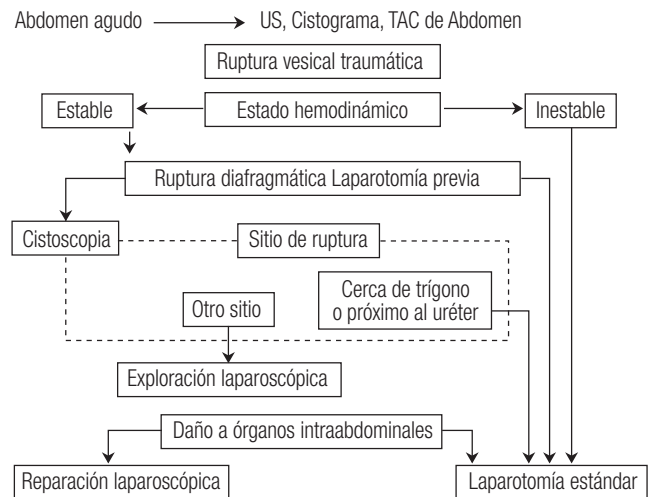 Abdomen agudo US, Cistograma, TAC de Abdomen
Ruptura vesical traumática
Estable
Estado hemodinámico
Inestable
Ruptura diafragmática Laparotomía previa
Cistoscopia
Sitio de ruptura
Otro sitio
Cerca de trígono
o próximo al uréter
Exploración laparoscópica
Daño a órganos intraabdominales
Reparación laparoscópica
Laparotomía estándar